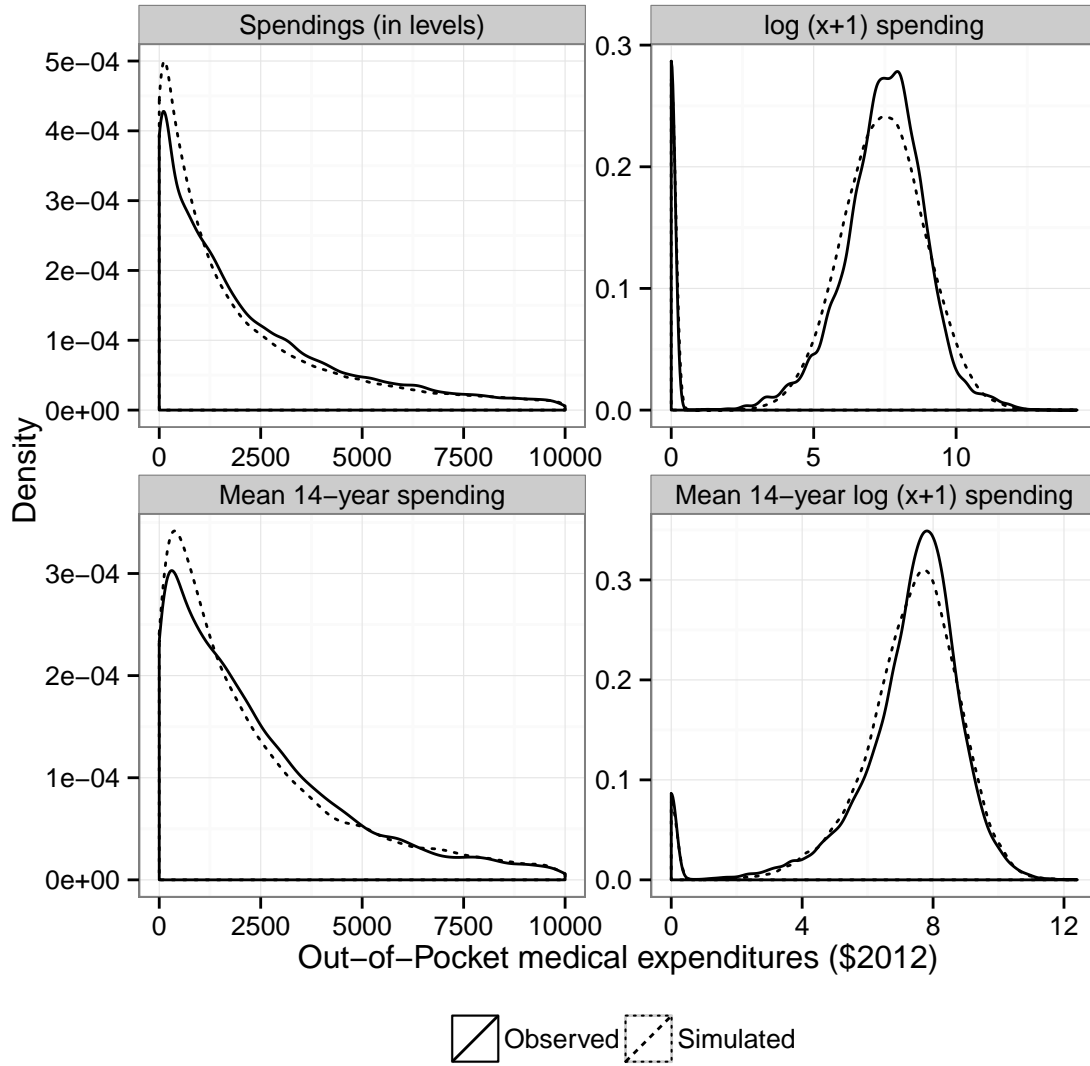 Spendings (in levels)
log (x+1) spending
5e−04
4e−04
3e−04
2e−04
1e−04
0e+00
0.3
0.2
0.1
0.0
0 2500 5000 7500 10000
0 5 10
Mean 14−year spending
Mean 14−year log (x+1) spending
3e−04
2e−04
1e−04
0e+00
0.3
0.2
0.1
0.0
0 2500 5000 7500 10000
0 4 8 12
Density
Out−of−Pocket medical expenditures ($2012)
Observed Simulated